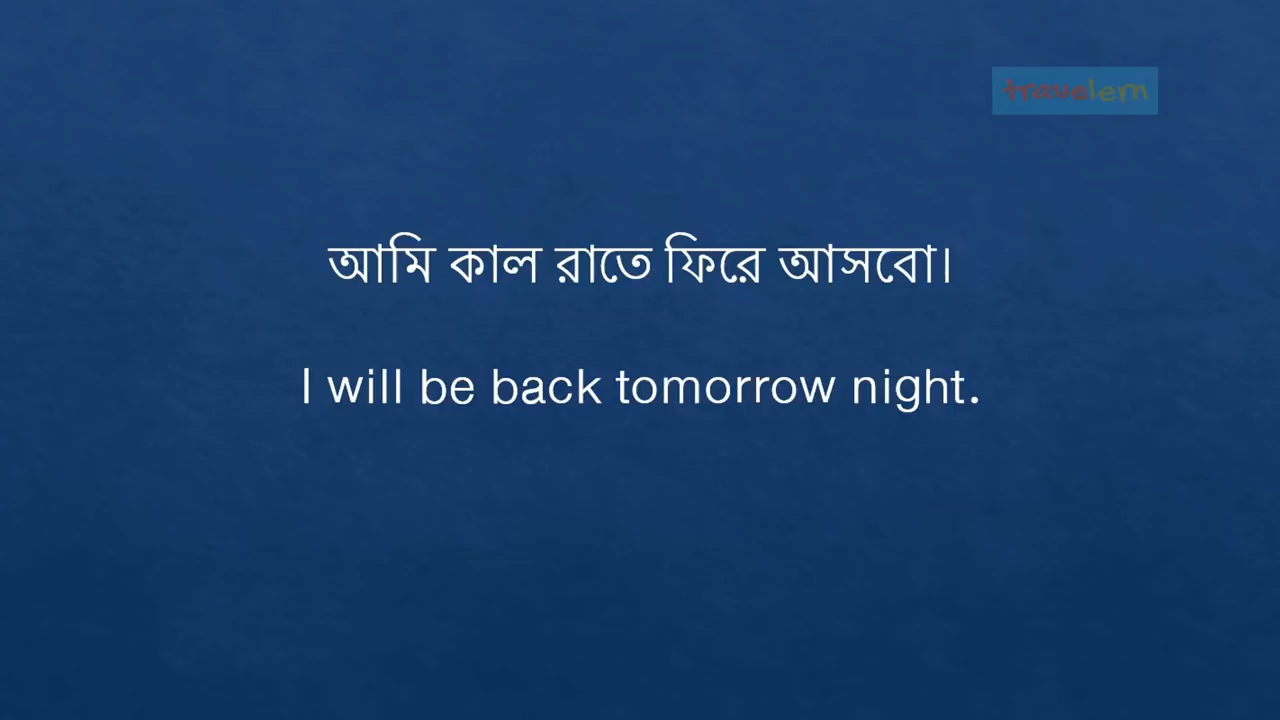 travelem
আমি কাল রাতে ফিরে আসবো।
I will be back tomorrow night.